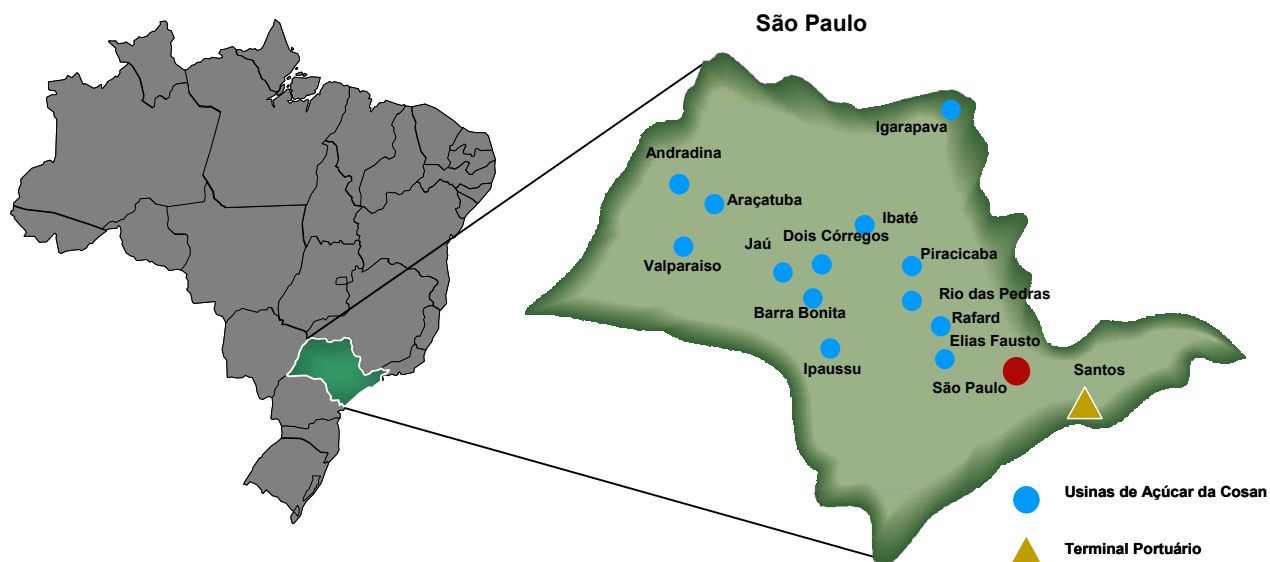 São Paulo
Igarapava
Andradina
Araçatuba
Ibaté
Dois Córregos
Jaú
Piracicaba
Valparaiso
Rio das Pedras
Barra Bonita
Rafard
Elias Fausto
Ipaussu
Santos
São Paulo
Usinas de Açúcar da Cosan
Terminal Portuário